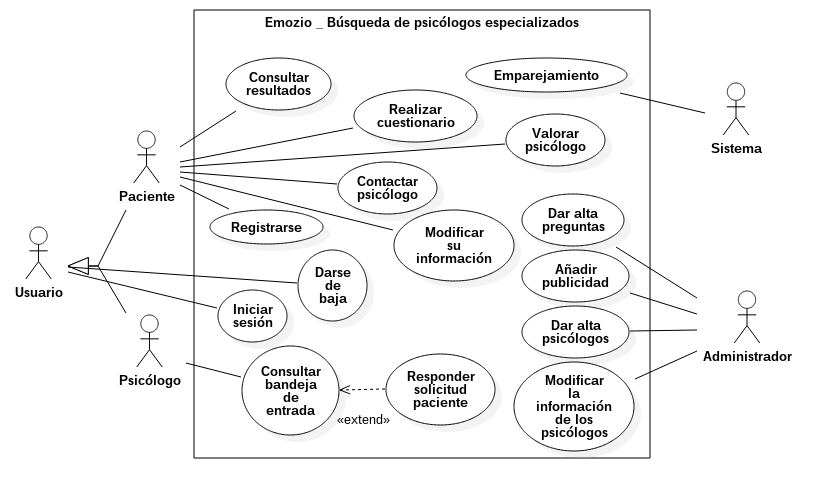 Emozio _ Búsqueda de psicólogos especializados
Consultar
resultados
Emparejamiento
Realizar
cuestionario
Valorar
psicólogo
Sistema
Paciente
Contactar
psicólogo
Registrarse
Modificar
su
información
Dar alta
preguntas
Usuario
Darse
de
baja
Añadir
publicidad
Iniciar
sesión
Dar alta
psicólogos
Administrador
Psicólogo
Consultar
bandeja
de
entrada
Responder
solicitud
paciente
«extend»
Modificar
la
información
de los
psicólogos